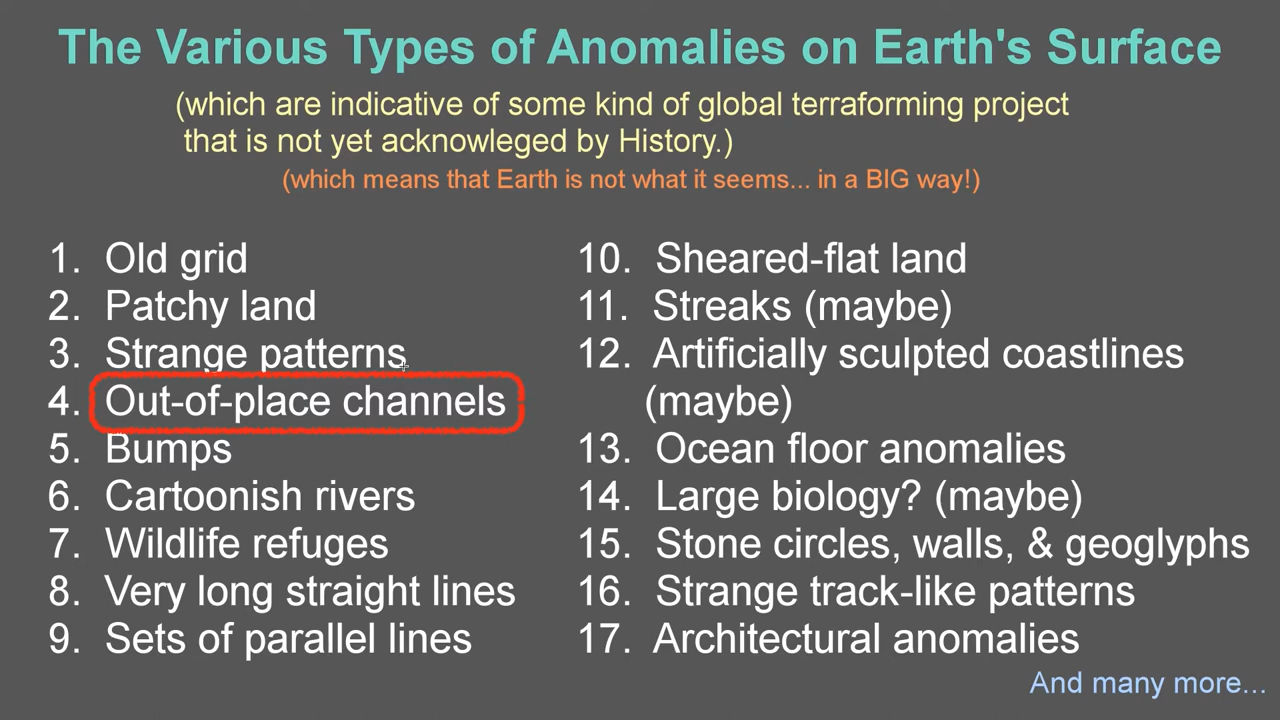 The Various Types of Anomalies on Earth's Surface
(which are indicative of some kind of global terraforming project
that is not yet acknowleged by History.)
(which means that Earth is not what it seems... in a BIG way!)
1. Old grid
2. Patchy land
3. Strange patterns
4. Out-of-place channels
5. Bumps
6. Cartoonish rivers
7. Wildlife refuges
8. Very long straight lines
9. Sets of parallel lines
10. Sheared-flat land
11. Streaks (maybe)
12. Artificially sculpted coastlines
(maybe)
13. Ocean floor anomalies
14. Large biology? (maybe)
15. Stone circles, walls, & geoglyphs
16. Strange track-like patterns
17. Architectural anomalies
And many more...